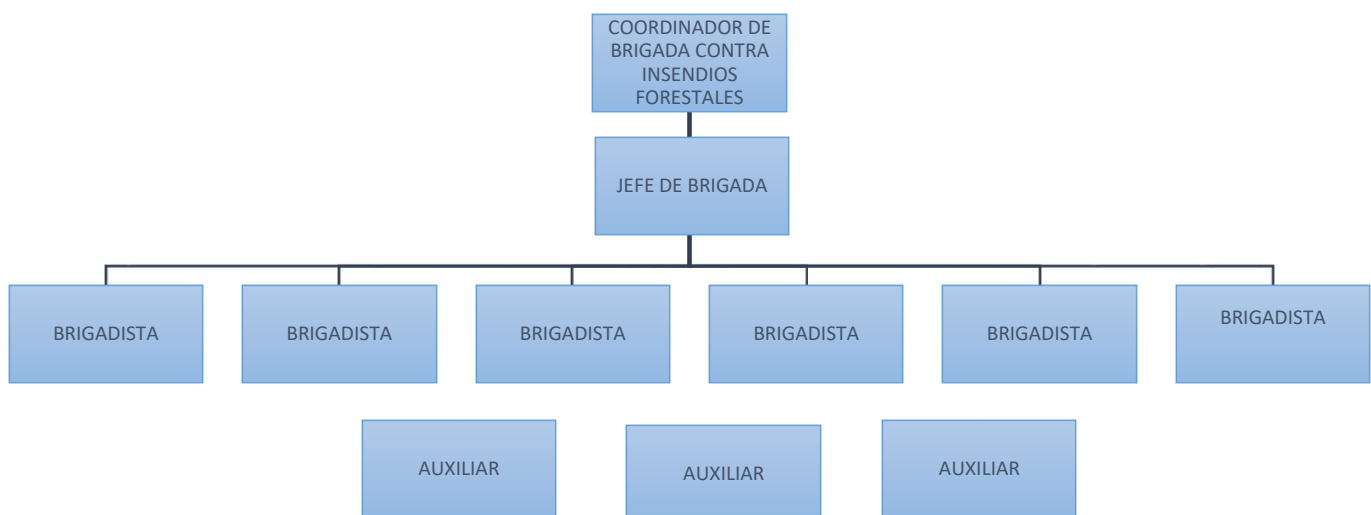 COORDINADOR DE
BRIGADA CONTRA
INSENDIOS
FORESTALES
JEFE DE BRIGADA
BRIGADISTA
BRIGADISTA
BRIGADISTA
BRIGADISTA
BRIGADISTA
BRIGADISTA
AUXILIAR
AUXILIAR
AUXILIAR